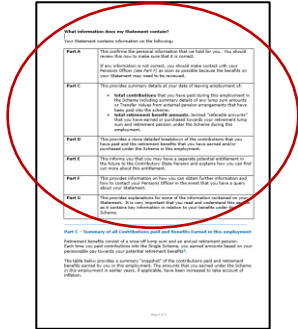 What information does my Statement contain?
Your Statement contains information on the following:
Part A This confirms the personal information that we hold for you. You should
review this now to make sure that it is correct.
If any information is not correct, you should make contact with your
Pensions Officer (see Part F) as soon as possible because the benefits on
your Statement may need to be reviewed.
Part C This provides summary details at your date of leaving employment of:
• total contributions that you have paid during this employment in
the Scheme including summary details of any lump sum amounts
or Transfer Values from external pension arrangements that have
been paid into the scheme.
• total retirement benefit amounts, termed "referable amounts"
that you have earned or purchased towards your retirement lump
sum and retirement pension under the Scheme during this
employment.
Part D This provides a more detailed breakdown of the contributions that you
have paid and the retirement benefits that you have earned and/or
purchased under the Scheme in this employment.
Part E This informs you that you may have a separate potential entitlement in
the future to the Contributory State Pension and explains how you can find
out more about this entitlement.
Part F This provides information on how you can obtain further information and
how to contact your Pensions Officer in the event that you have a query
about your Statement.
Part G This provides explanations for some of the information contained on your
Statement. It is very important that you read and understand this section
as it contains key information in relation to your benefits under the
Scheme.
Part C – Summary of all Contributions paid and Benefits Earned in this employment
Retirement benefits consist of a once-off lump sum and an annual retirement pension.
Each time you paid contributions into the Single Scheme, you earned amounts based on your
pensionable pay towards your potential retirement benefits
The table below provides a summary "snapshot" of the contributions paid and retirement
benefits earned by you in this employment. The amounts that you earned under the Scheme
in this employment in earlier years, if applicable, have been increased to take account of
inflation.